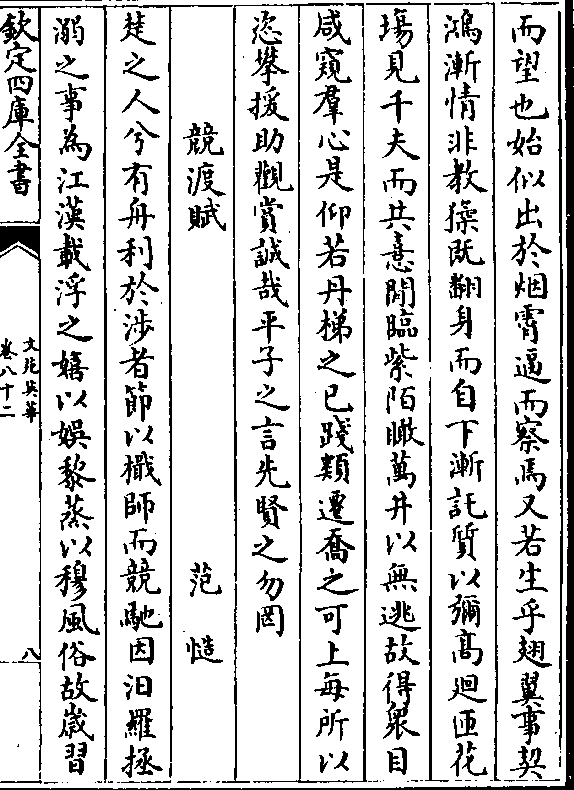 而望也始似出於烟霄逼而察焉又若生乎翅翼事契
鴻漸情非教猱既翻身而自下漸託質以彌高廻匝花
塲見千夫而共憙閒臨紫陌瞰萬井以無逃故得衆目
咸窺羣心是仰若丹梯之已踐類遷喬之可上每所以
恣攀援助觀賞誠哉平子之言先賢之勿罔
競渡賦 范慥
楚之人兮有舟利於涉者節以檝師而競馳因汨羅拯
溺之事為江漢載浮之嬉以娯黎蒸以穆風俗故嵗習
欽定四庫全書
文苑英華
卷八十二
八